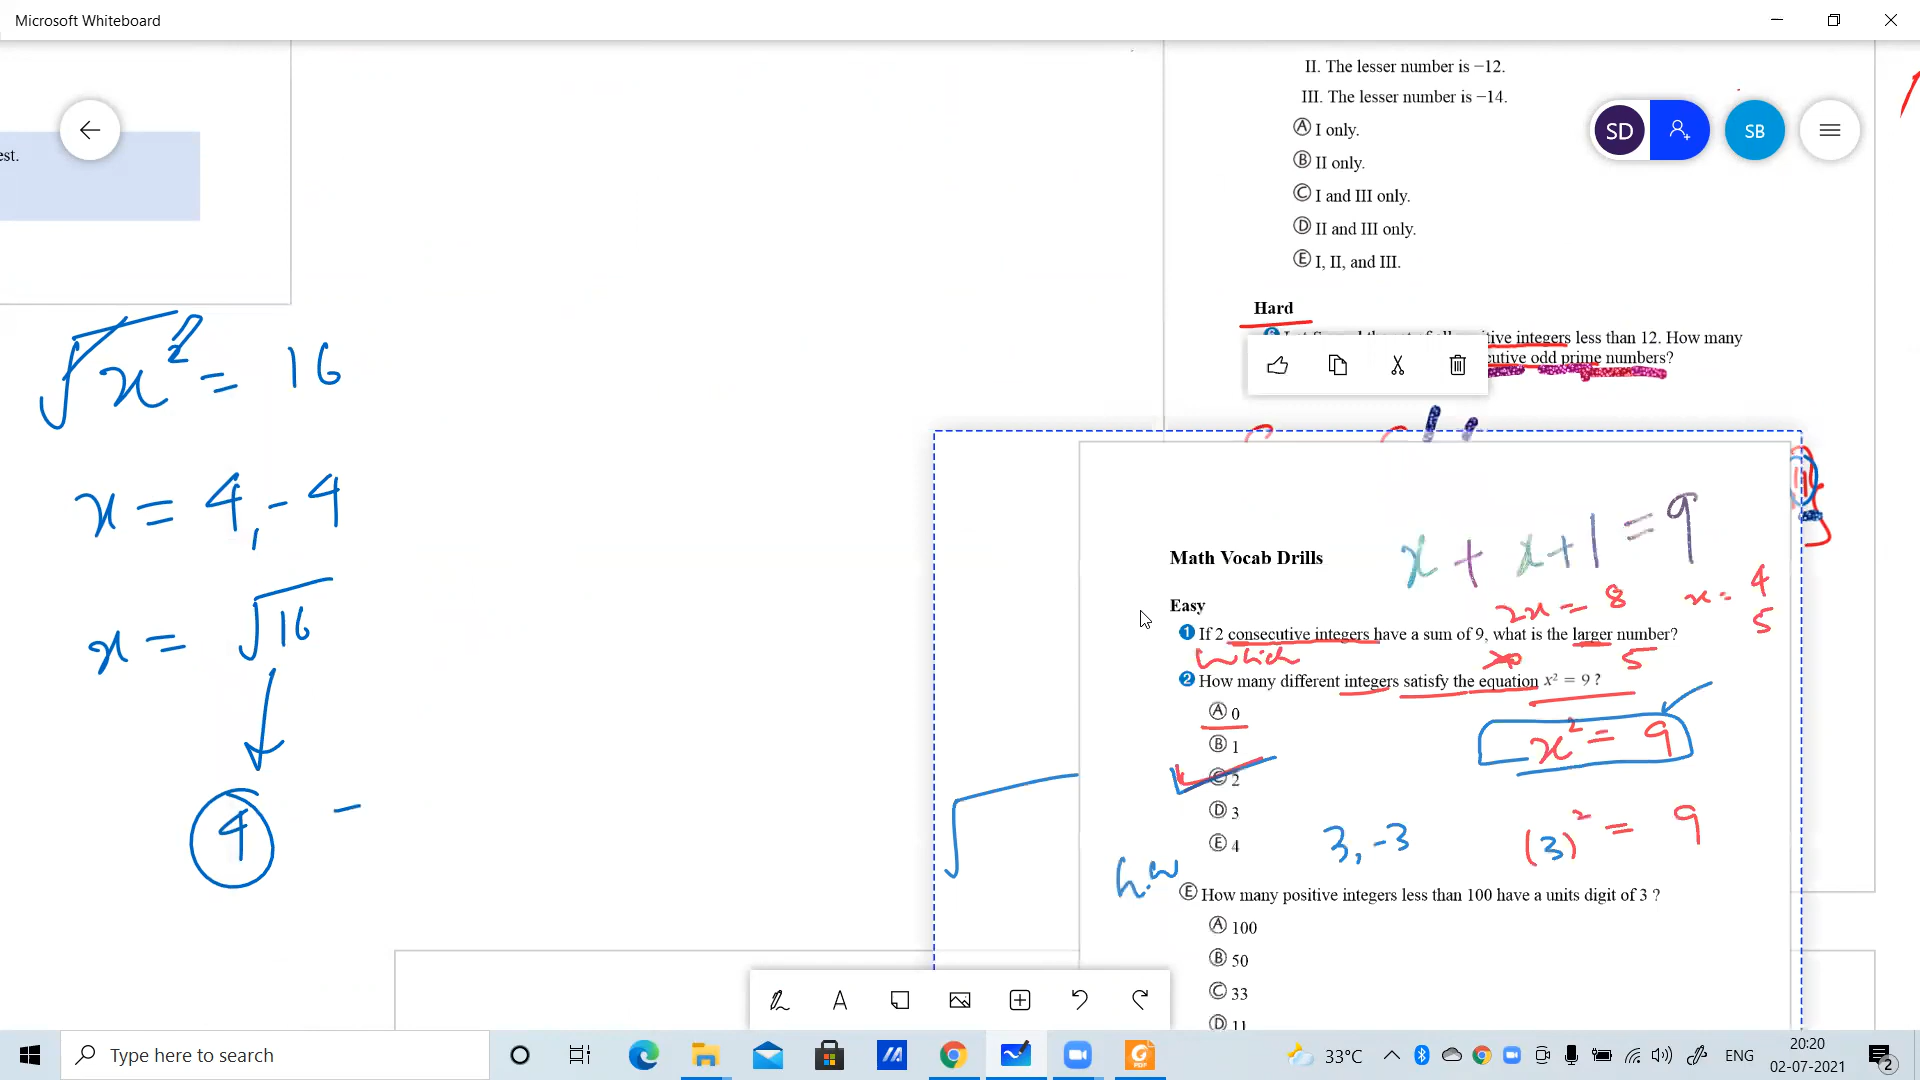 Microsoft Whiteboard
est.
II. The lesser number is −12.
III. The lesser number is −14.
Ⓐ I only.
Ⓑ II only.
Ⓒ I and III only.
Ⓓ II and III only.
Ⓔ I, II, and III.
SD
SB
Hard
integers less than 12. How many
odd prime numbers?
√x² = 16
x = 4, -4
x = √16
4 -
x + x+1 = 9
Math Vocab Drills
2x = 8 x = 4
5
Easy
1 If 2 consecutive integers have a sum of 9, what is the larger number?
which 5
2 How many different integers satisfy the equation x² = 9 ?
Ⓐ 0
Ⓑ 1
x² = 9
Ⓒ 2
Ⓓ 3
Ⓔ 4
3, -3 (3)² = 9
h.w
Ⓔ How many positive integers less than 100 have a units digit of 3 ?
Ⓐ 100
Ⓑ 50
Ⓒ 33
Ⓓ 11
Type here to search
33°C
ENG
20:20
02-07-2021
2